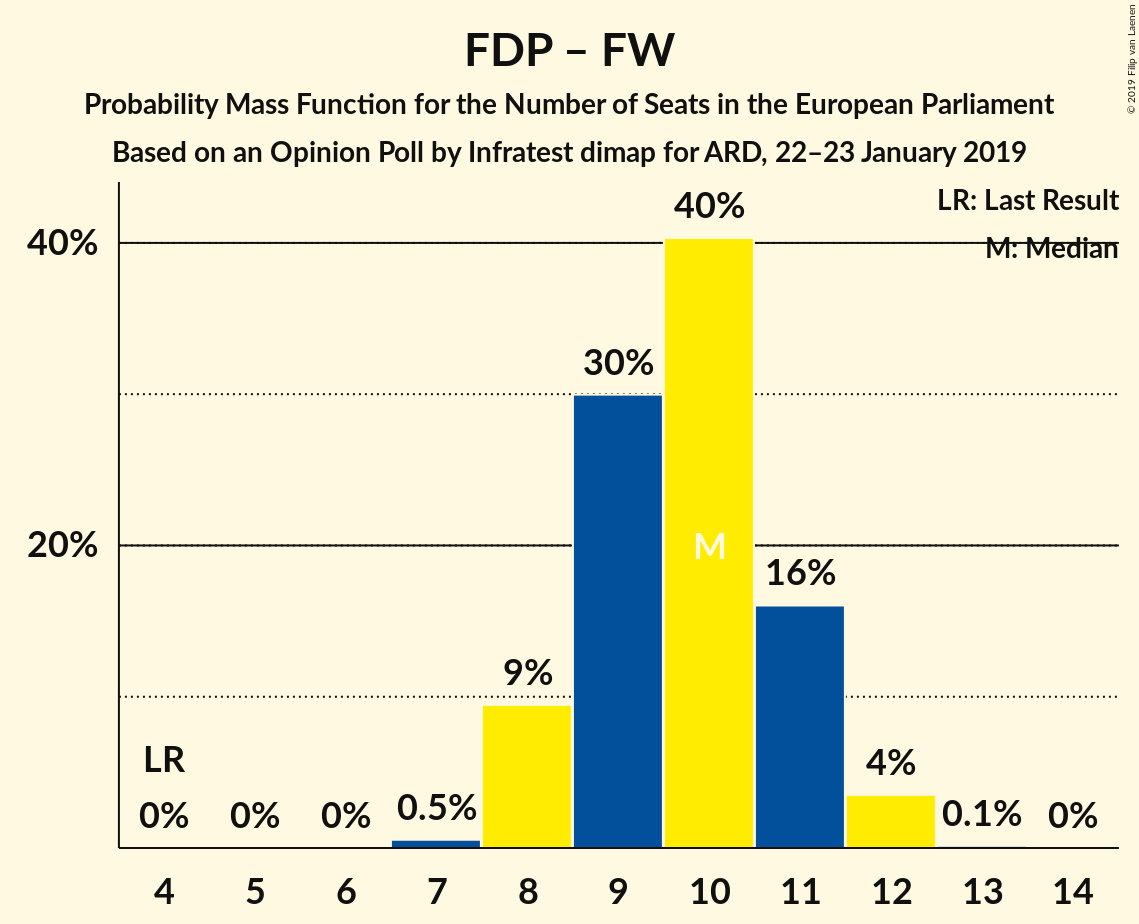 FDP – FW
Probability Mass Function for the Number of Seats in the European Parliament
Based on an Opinion Poll by Infratest dimap for ARD, 22–23 January 2019
© 2019 Filip van Laenen
LR: Last Result
M: Median
40%
20%
LR
0%
0%
0%
0.5%
9%
30%
40%
M
16%
4%
0.1%
0%
4 5 6 7 8 9 10 11 12 13 14